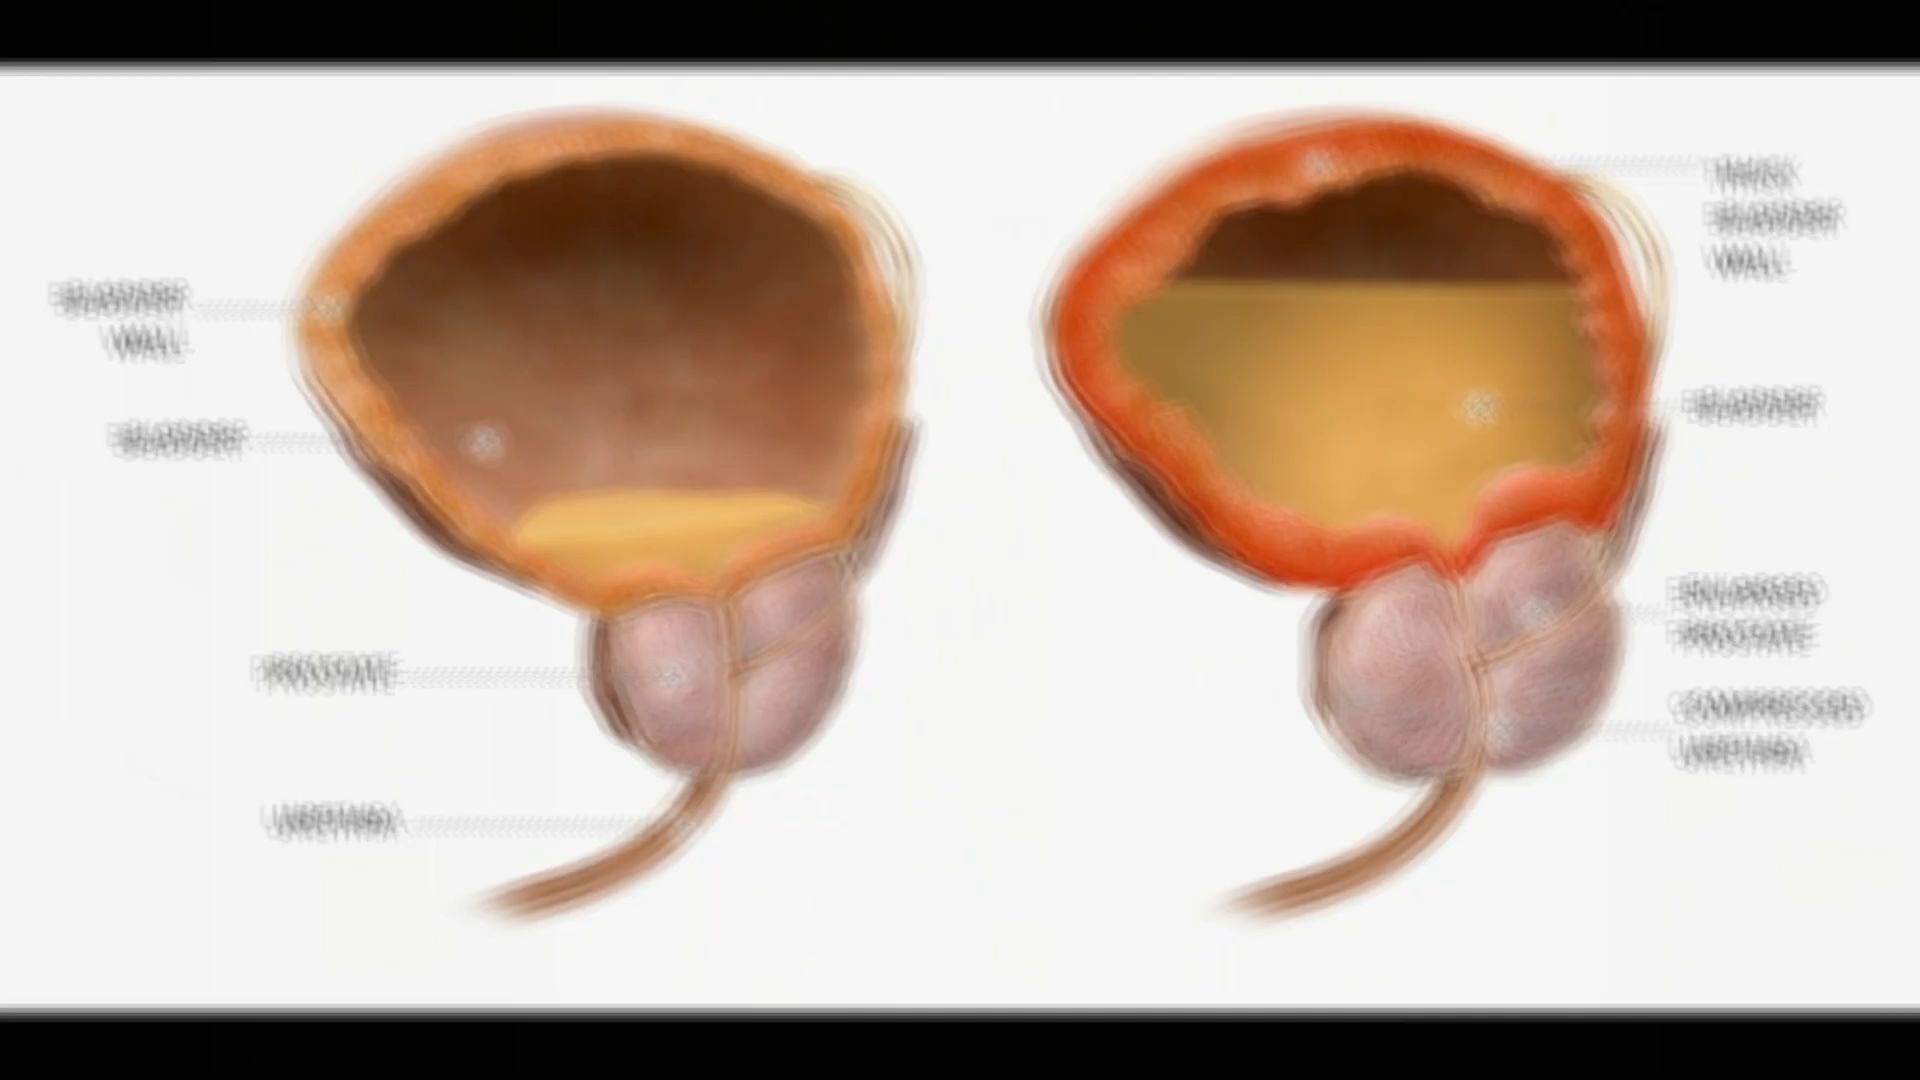 BLADDER
WALL
BLADDER
PROSTATE
URETHRA
THICK
BLADDER
WALL
BLADDER
ENLARGED
PROSTATE
COMPRESSED
URETHRA